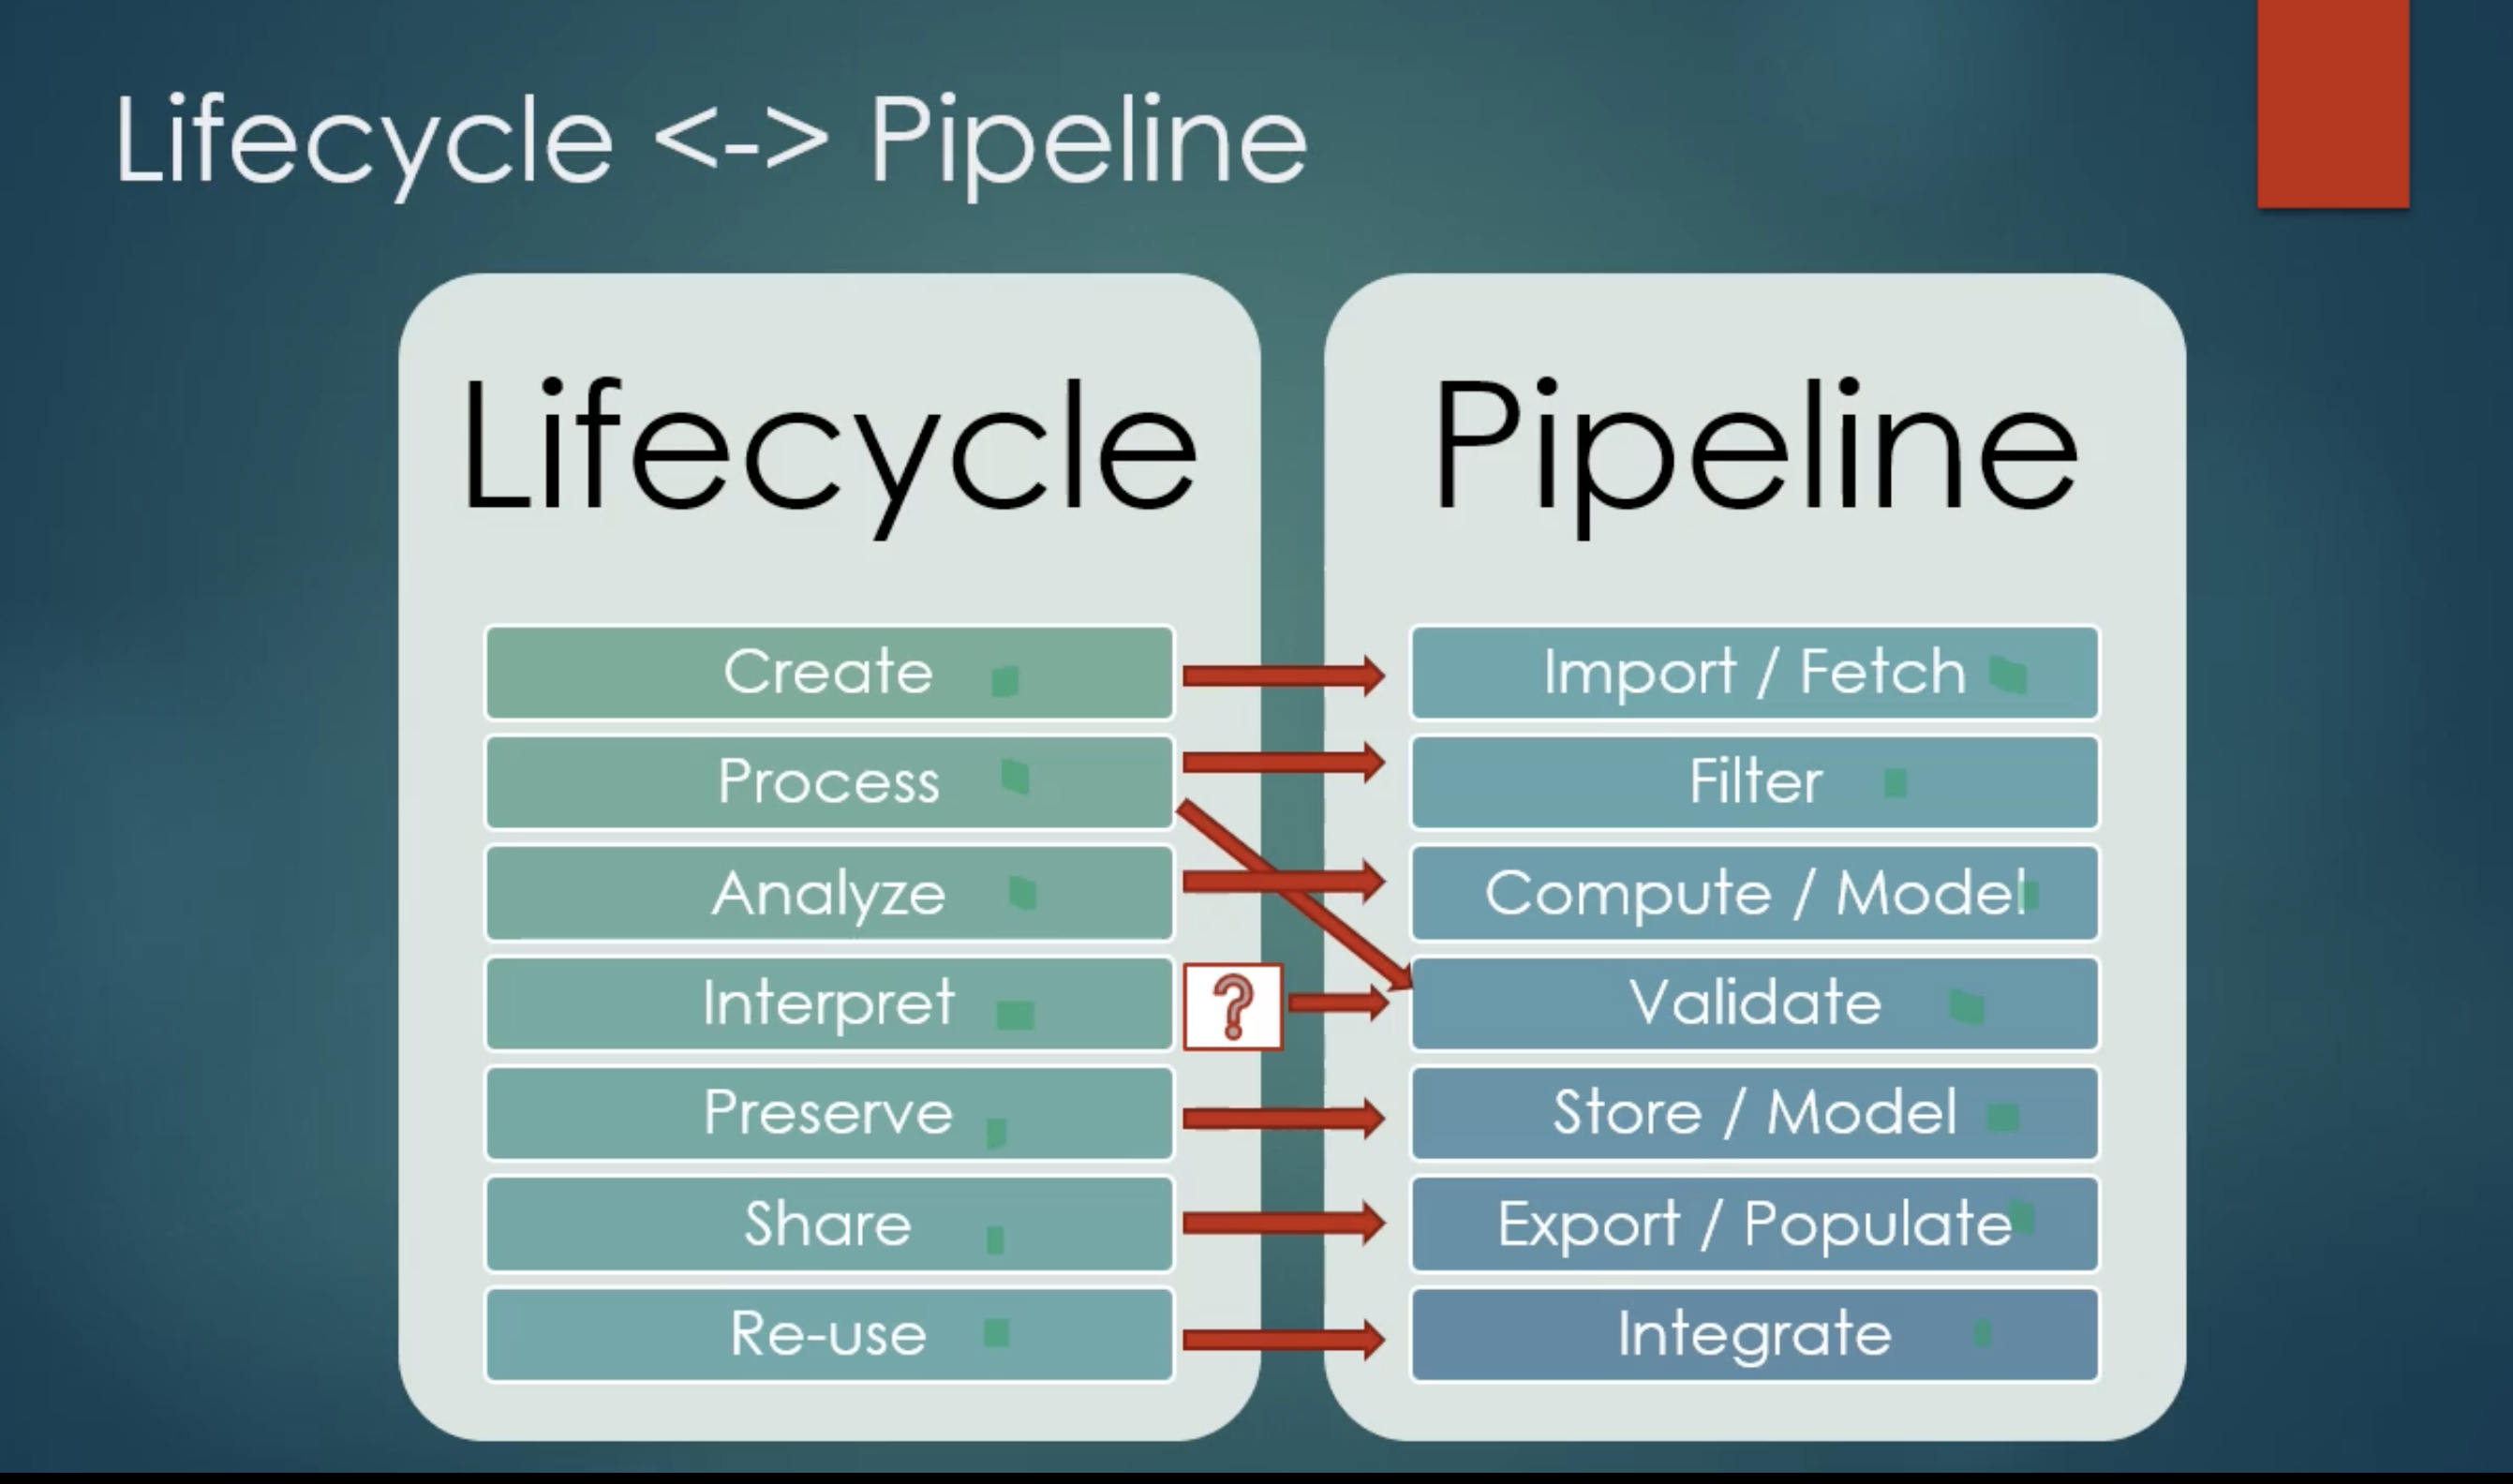 Lifecycle <-> Pipeline
Lifecycle
Create
Process
Analyze
Interpret
Preserve
Share
Re-use
?
Pipeline
Import / Fetch
Filter
Compute / Model
Validate
Store / Model
Export / Populate
Integrate